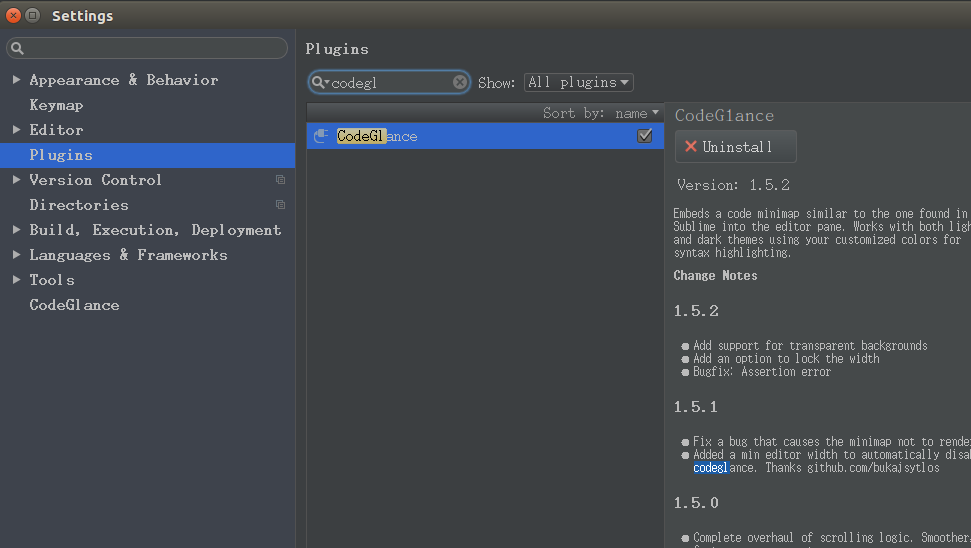 Settings
Appearance & Behavior
Keymap
Editor
Plugins
Version Control
Directories
Build, Execution, Deployment
Languages & Frameworks
Tools
CodeGlance
Plugins
codegl
Show: All plugins
Sort by: name
CodeGlance
CodeGlance
Uninstall
Version: 1.5.2
Embeds a code minimap similar to the one found in
Sublime into the editor pane. Works with both ligh
and dark themes using your customized colors for
syntax highlighting.
Change Notes
1.5.2
Add support for transparent backgrounds
Add an option to lock the width
Bugfix: Assertion error
1.5.1
Fix a bug that causes the minimap not to rende
Added a min editor width to automatically disa
codeglance. Thanks github.com/bukajsytlos
1.5.0
Complete overhaul of scrolling logic. Smoother,